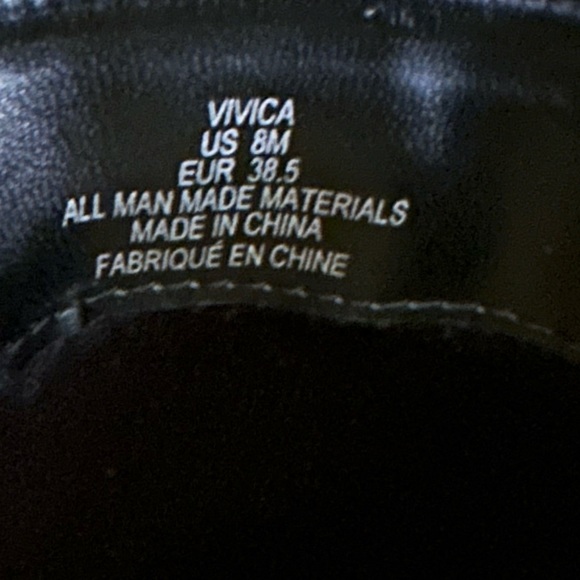 VIVICA
US 8M
EUR 38.5
ALL MAN MADE MATERIALS
MADE IN CHINA
FABRIQUÉ EN CHINE